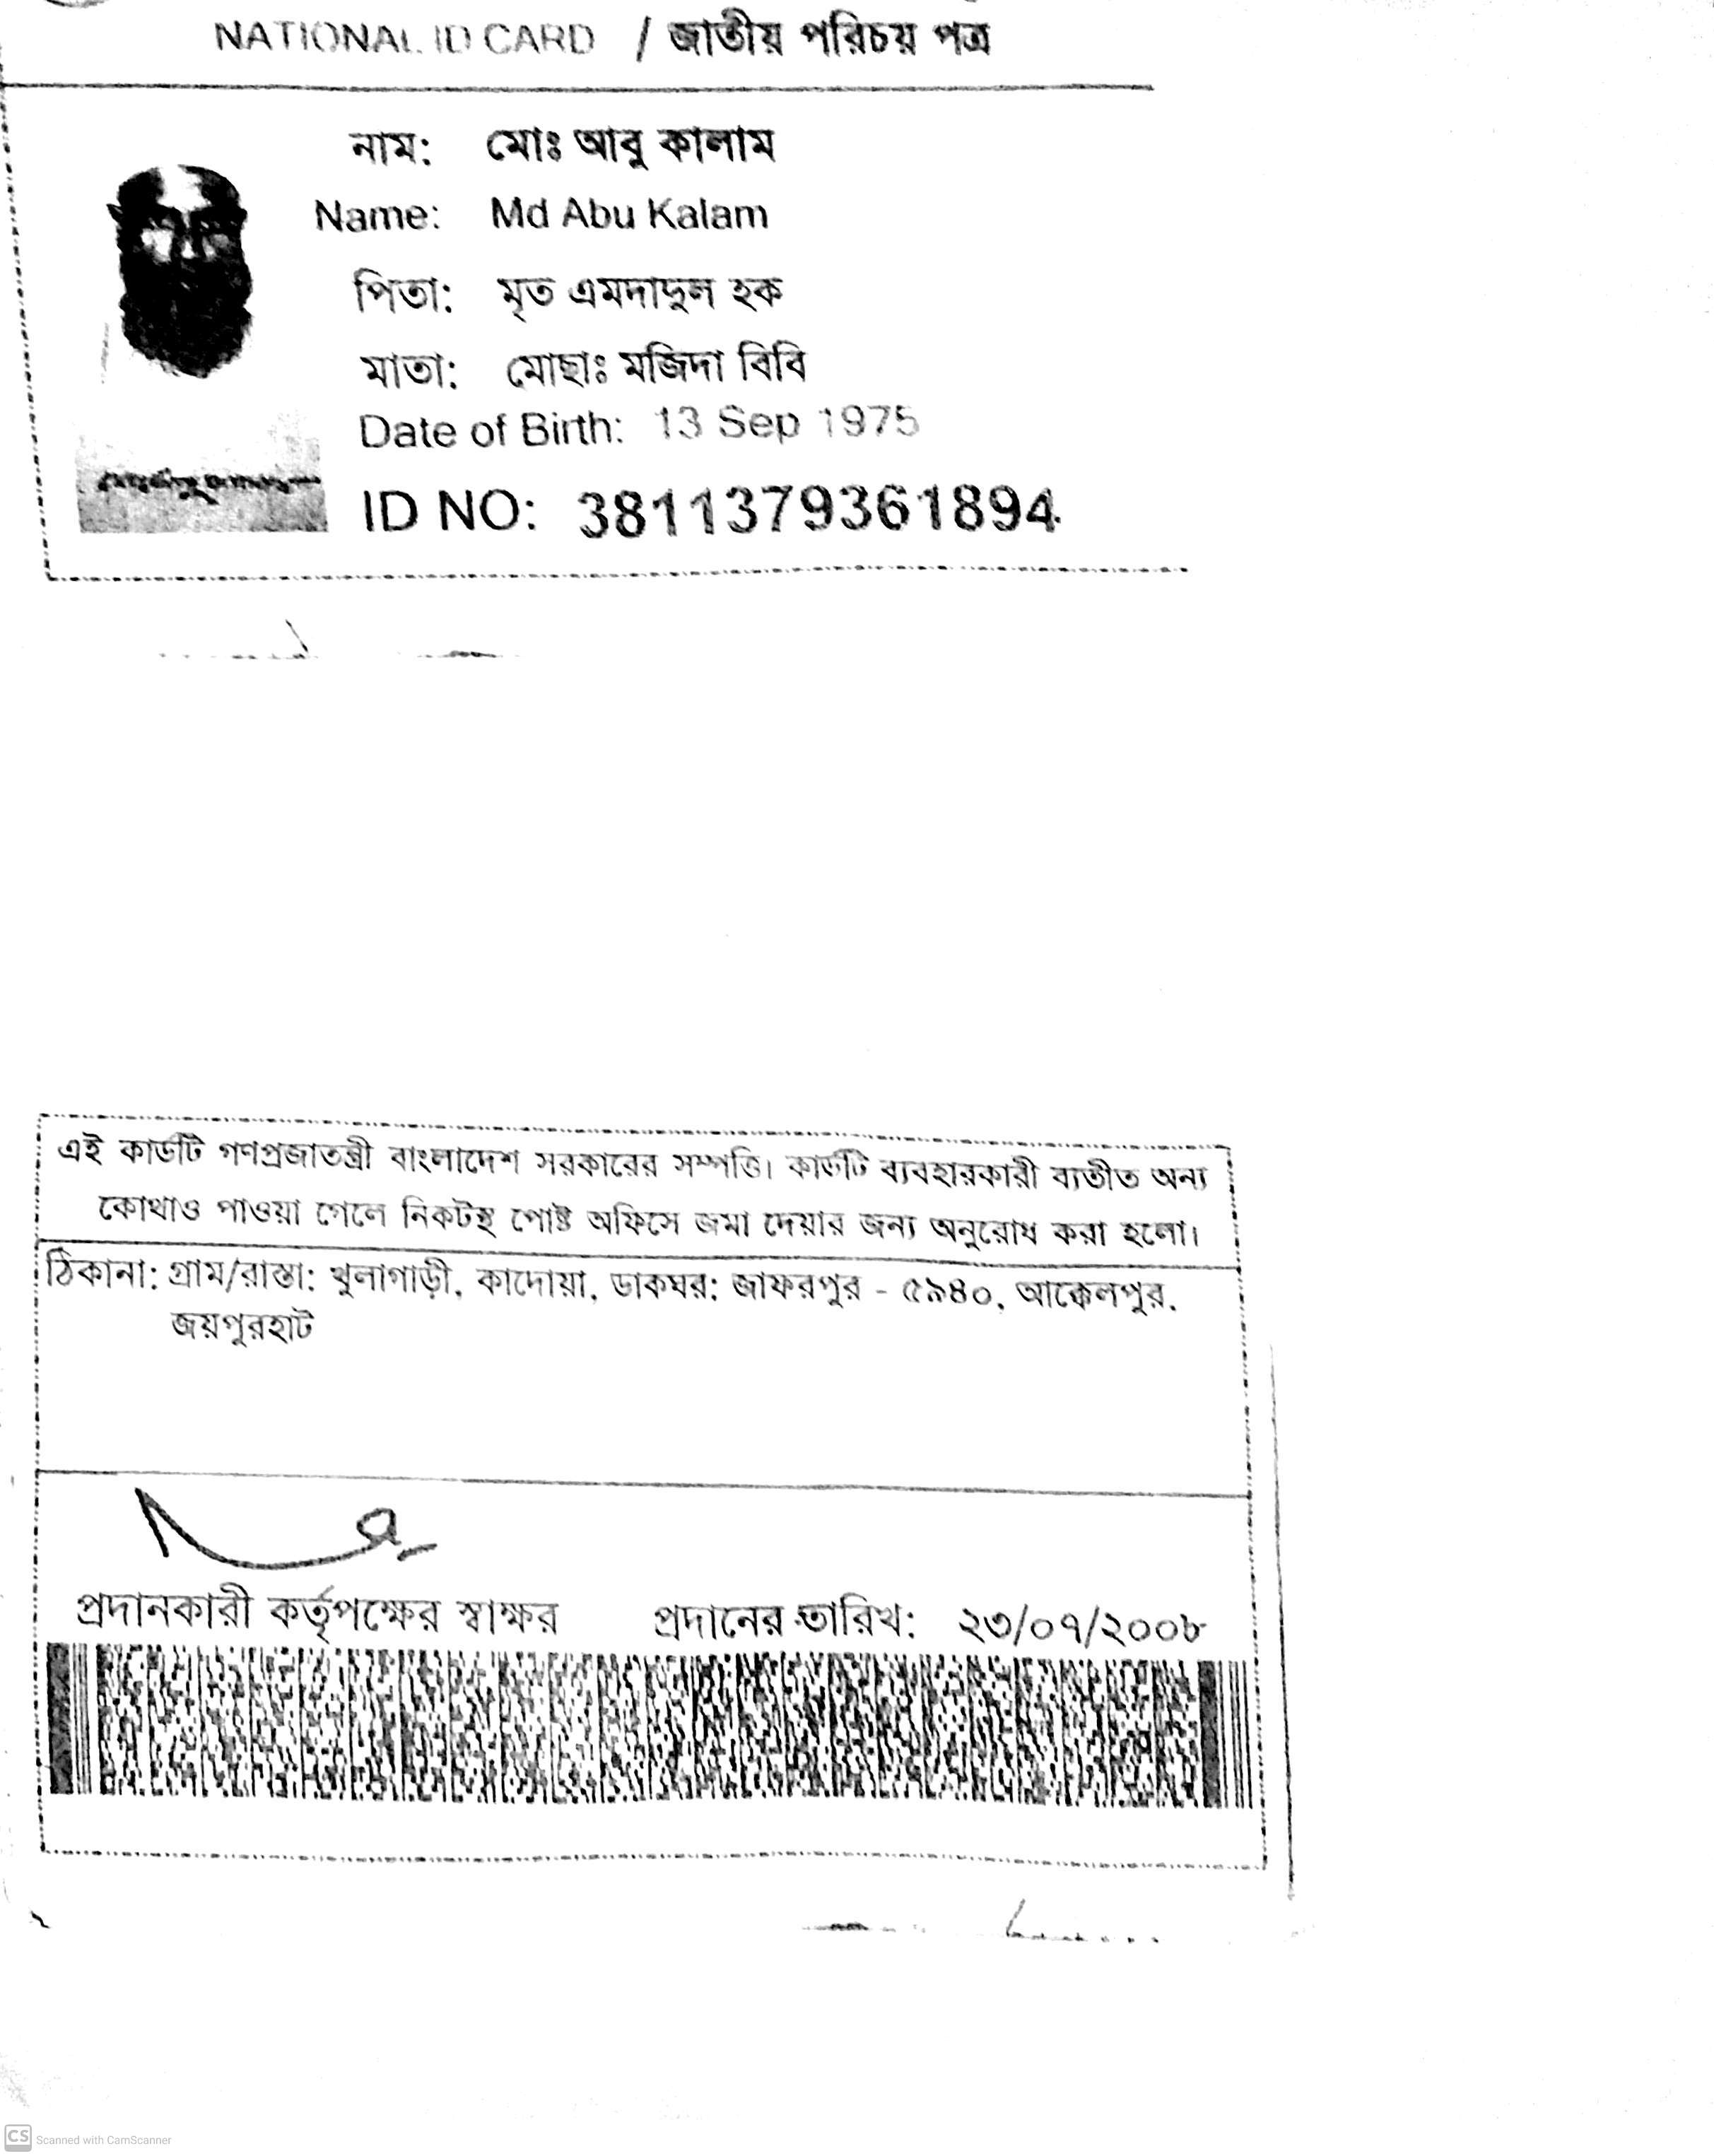 NATIONAL ID CARD / জাতীয় পরিচয় পত্র
নাম: মোঃ আবু কালাম
Name: Md Abu Kalam
পিতা: মৃত এমদাদুল হক
মাতা: মোছাঃ মজিদা বিবি
Date of Birth: 13 Sep 1975
ID NO: 3811379361894
এই কার্ডটি গণপ্রজাতন্ত্রী বাংলাদেশ সরকারের সম্পত্তি। কার্ডটি ব্যবহারকারী ব্যতীত অন্য
কোথাও পাওয়া গেলে নিকটস্থ পোষ্ট অফিসে জমা দেয়ার জন্য অনুরোধ করা হলো।
ঠিকানা: গ্রাম/রাস্তা: খুলাগাড়ী, কাদোয়া, ডাকঘর: জাফরপুর - ৫৯৪০, আক্কেলপুর,
জয়পুরহাট
প্রদানকারী কর্তৃপক্ষের স্বাক্ষর প্রদানের তারিখ: ২৩/০৭/২০০৮
CS Scanned with CamScanner